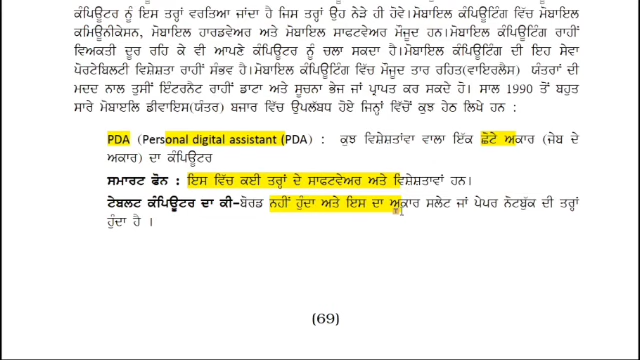 ਕੰਪਿਊਟਰ ਨੂੰ ਇਸ ਤਰ੍ਹਾਂ ਵਰਤਿਆ ਜਾਂਦਾ ਹੈ ਜਿਸ ਤਰ੍ਹਾਂ ਉਹ ਨੇੜੇ ਹੀ ਹੋਵੇ।ਮੋਬਾਇਲ ਕੰਪਿਊਟਿੰਗ ਵਿੱਚ ਮੋਬਾਇਲ
ਕਮਿਊਨੀਕੇਸਨ, ਮੋਬਾਇਲ ਹਾਰਡਵੇਅਰ ਅਤੇ ਮੋਬਾਇਲ ਸਾਫਟਵੇਅਰ ਮੌਜੂਦ ਹਨ।ਮੋਬਾਇਲ ਕੰਪਿਊਟਿੰਗ ਰਾਹੀਂ
ਵਿਅਕਤੀ ਦੂਰ ਰਹਿ ਕੇ ਵੀ ਆਪਣੇ ਕੰਪਿਊਟਰ ਨੂੰ ਚਲਾ ਸਕਦਾ ਹੈ।ਮੋਬਾਇਲ ਕੰਪਿਊਟਿੰਗ ਦੀ ਇਹ ਸੇਵਾ
ਪੋਰਟੇਬਿਲਟੀ ਵਿਸ਼ੇਸ਼ਤਾ ਰਾਹੀਂ ਸੰਭਵ ਹੈ।ਮੋਬਾਇਲ ਕੰਪਿਊਟਿੰਗ ਵਿੱਚ ਮੌਜੂਦ ਤਾਰ ਰਹਿਤ(ਵਾਇਰਲੈਸ) ਯੰਤਰਾਂ ਦੀ
ਮਦਦ ਨਾਲ ਤੁਸੀਂ ਇੰਟਰਨੈਟ ਰਾਹੀਂ ਡਾਟਾ ਅਤੇ ਸੂਚਨਾ ਭੇਜ ਜਾਂ ਪ੍ਰਾਪਤ ਕਰ ਸਕਦੇ ਹੋ। ਸਾਲ 1990 ਤੋਂ ਬਹੁਤ
ਸਾਰੇ ਮੋਬਾਇਲ ਡੀਵਾਇਸ(ਯੰਤਰ) ਬਜਾਰ ਵਿੱਚ ਉਪਲੱਬਧ ਹੋਏ ਜਿਨ੍ਹਾਂ ਵਿੱਚੋਂ ਕੁਝ ਹੇਠ ਲਿਖੇ ਹਨ :
PDA (Personal digital assistant (PDA) : ਕੁਝ ਵਿਸ਼ੇਸ਼ਤਾਂਵਾ ਵਾਲਾ ਇੱਕ ਛੋਟੇ ਅਕਾਰ (ਜੇਬ ਦੇ
ਅਕਾਰ) ਦਾ ਕੰਪਿਊਟਰ
ਸਮਾਰਟ ਫੋਨ : ਇਸ ਵਿੱਚ ਕਈ ਤਰ੍ਹਾਂ ਦੇ ਸਾਫਟਵੇਅਰ ਅਤੇ ਵਿਸ਼ੇਸ਼ਤਾਵਾਂ ਹਨ।
ਟੇਬਲਟ ਕੰਪਿਊਟਰ ਦਾ ਕੀ–ਬੋਰਡ ਨਹੀਂ ਹੁੰਦਾ ਅਤੇ ਇਸ ਦਾ ਅਕਾਰ ਸਲੇਟ ਜਾਂ ਪੇਪਰ ਨੋਟਬੁੱਕ ਦੀ ਤਰ੍ਹਾਂ
ਹੁੰਦਾ ਹੈ ।
(69)